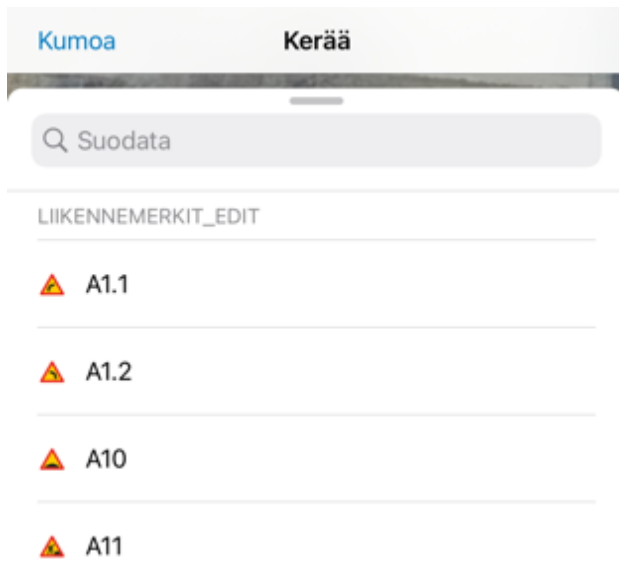 Kumoa Kerää
Suodata
LIIKENNEMERKIT_EDIT
A1.1
A1.2
A10
A11